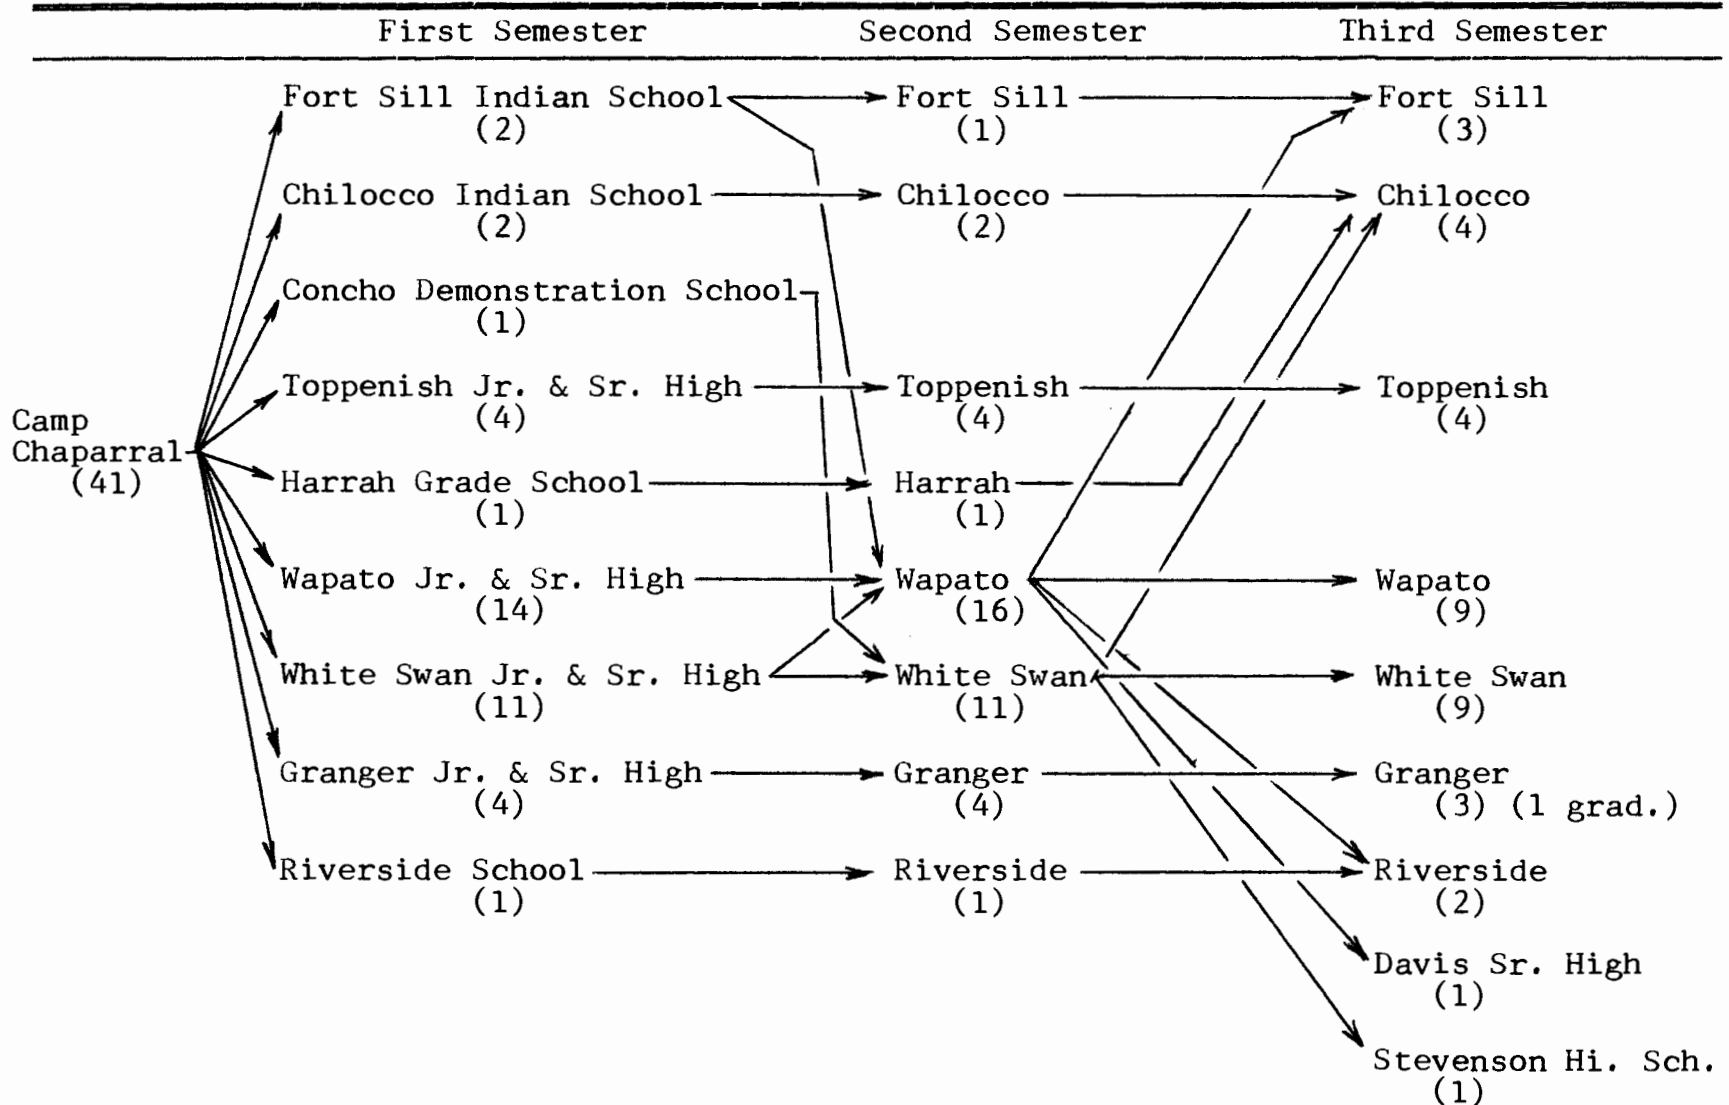 First Semester Second Semester Third Semester
Fort Sill Indian School Fort Sill Fort Sill
(2) (1) (3)
Chilocco Indian School Chilocco Chilocco
(2) (2) (4)
Concho Demonstration School
(1)
Toppenish Jr. & Sr. High Toppenish Toppenish
(4) (4) (4)
Camp
Chaparral
(41)
Harrah Grade School Harrah
(1) (1)
Wapato Jr. & Sr. High Wapato Wapato
(14) (16) (9)
White Swan Jr. & Sr. High White Swan White Swan
(11) (11) (9)
Granger Jr. & Sr. High Granger Granger
(4) (4) (3) (1 grad.)
Riverside School Riverside Riverside
(1) (1) (2)
Davis Sr. High
(1)
Stevenson Hi. Sch.
(1)